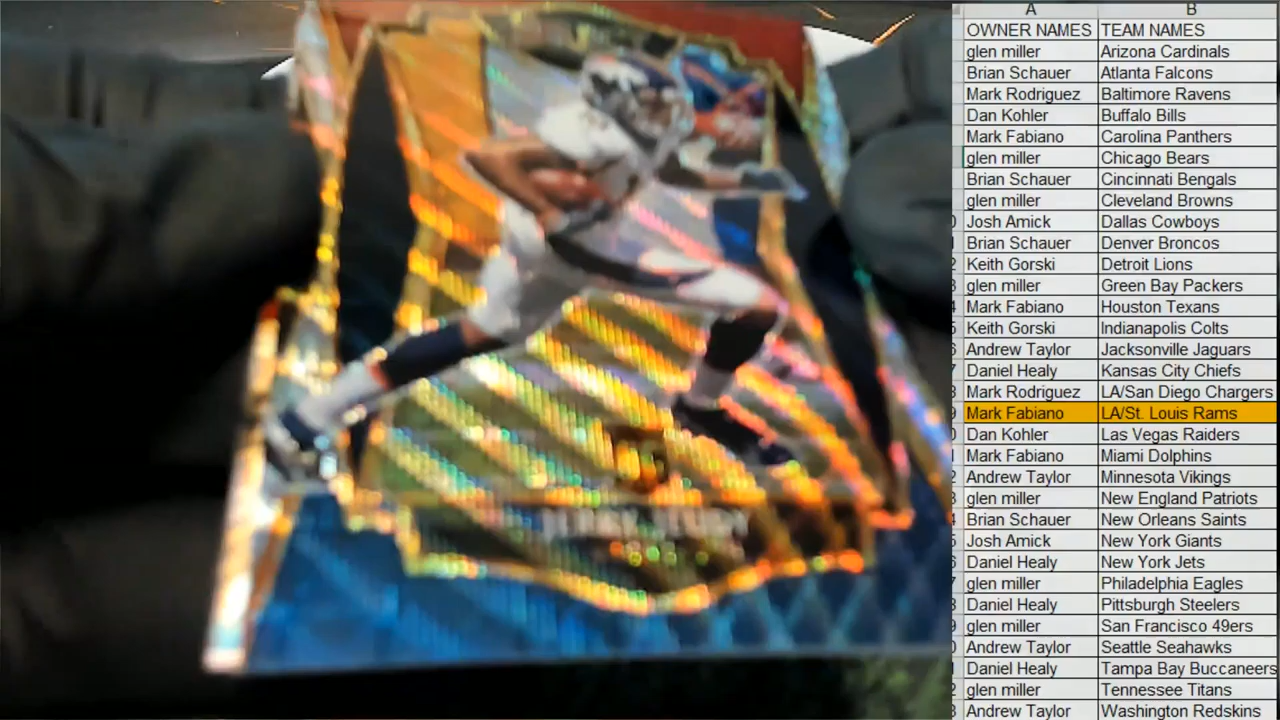 A B
OWNER NAMES TEAM NAMES
glen miller Arizona Cardinals
Brian Schauer Atlanta Falcons
Mark Rodriguez Baltimore Ravens
Dan Kohler Buffalo Bills
Mark Fabiano Carolina Panthers
glen miller Chicago Bears
Brian Schauer Cincinnati Bengals
glen miller Cleveland Browns
Josh Amick Dallas Cowboys
Brian Schauer Denver Broncos
Keith Gorski Detroit Lions
glen miller Green Bay Packers
Mark Fabiano Houston Texans
Keith Gorski Indianapolis Colts
Andrew Taylor Jacksonville Jaguars
Daniel Healy Kansas City Chiefs
Mark Rodriguez LA/San Diego Chargers
Mark Fabiano LA/St. Louis Rams
Dan Kohler Las Vegas Raiders
Mark Fabiano Miami Dolphins
Andrew Taylor Minnesota Vikings
glen miller New England Patriots
Brian Schauer New Orleans Saints
Josh Amick New York Giants
Daniel Healy New York Jets
glen miller Philadelphia Eagles
Daniel Healy Pittsburgh Steelers
glen miller San Francisco 49ers
Andrew Taylor Seattle Seahawks
Daniel Healy Tampa Bay Buccaneers
glen miller Tennessee Titans
Andrew Taylor Washington Redskins
JERRY JEUDY